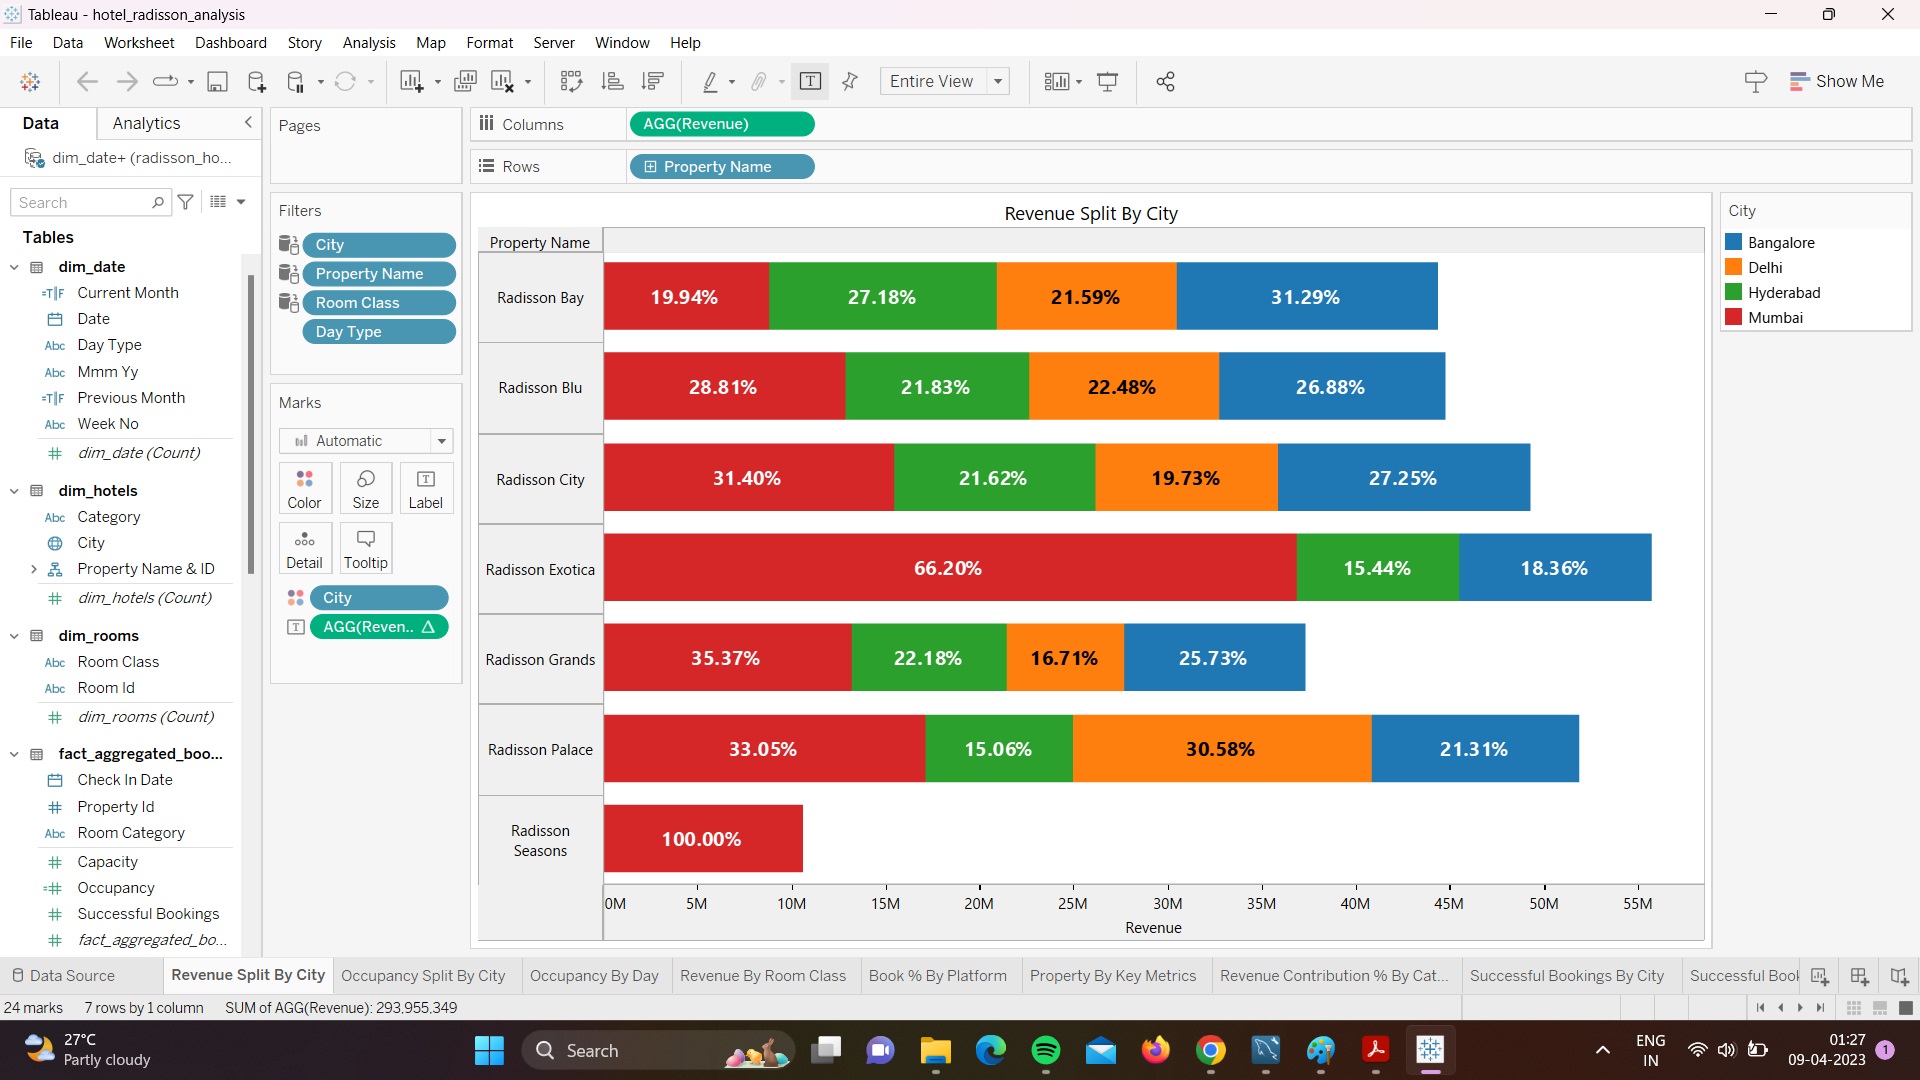 Tableau - hotel_radisson_analysis
File Data Worksheet Dashboard Story Analysis Map Format Server Window Help
Entire View
Show Me
Data Analytics
dim_date+ (radisson_ho...
Search
Tables
dim_date
Current Month
Date
Abc Day Type
Abc Mmm Yy
Previous Month
Abc Week No
dim_date (Count)
dim_hotels
Abc Category
City
Property Name & ID
dim_hotels (Count)
dim_rooms
Abc Room Class
Abc Room Id
dim_rooms (Count)
fact_aggregated_boo...
Check In Date
Property Id
Abc Room Category
Capacity
Occupancy
Successful Bookings
fact_aggregated_bo...
Pages
Filters
City
Property Name
Room Class
Day Type
Marks
Automatic
Color Size Label
Detail Tooltip
City
AGG(Reven..
Columns AGG(Revenue)
Rows Property Name
Revenue Split By City
Property Name
Radisson Bay 19.94% 27.18% 21.59% 31.29%
Radisson Blu 28.81% 21.83% 22.48% 26.88%
Radisson City 31.40% 21.62% 19.73% 27.25%
Radisson Exotica 66.20% 15.44% 18.36%
Radisson Grands 35.37% 22.18% 16.71% 25.73%
Radisson Palace 33.05% 15.06% 30.58% 21.31%
Radisson
Seasons
100.00%
0M 5M 10M 15M 20M 25M 30M 35M 40M 45M 50M 55M
Revenue
City
Bangalore
Delhi
Hyderabad
Mumbai
Data Source Revenue Split By City Occupancy Split By City Occupancy By Day Revenue By Room Class Book % By Platform Property By Key Metrics Revenue Contribution % By Cat... Successful Bookings By City Successful Book
24 marks 7 rows by 1 column SUM of AGG(Revenue): 293,955,349
27°C
Partly cloudy
Search
ENG
IN
01:27
09-04-2023
1